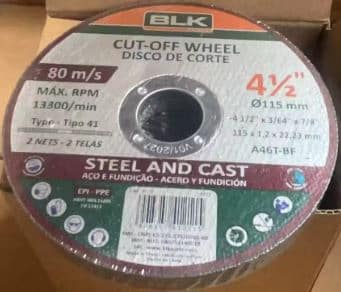 BLK
CUT-OFF WHEEL
DISCO DE CORTE
80 m/s
MÁX. RPM
13300/min
Type - Tipo 41
2 NETS - 2 TELAS
4½"
Ø115 mm
4 1/2" x 3/64" x 7/8"
115 x 1,2 x 22,23 mm
A46T-BF
V01/2022
STEEL AND CAST
AÇO E FUNDIÇÃO - ACERO Y FUNDICIÓN
EPI - PPE